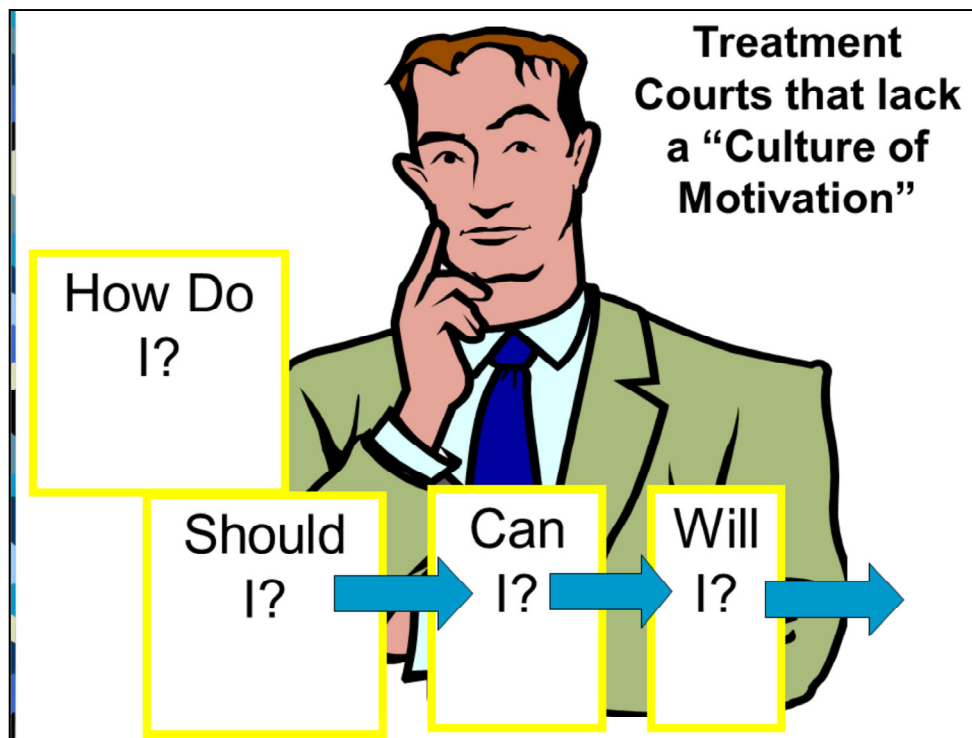 Treatment
Courts that lack
a “Culture of
Motivation”
How Do
I?
Should
I?
Can
I?
Will
I?